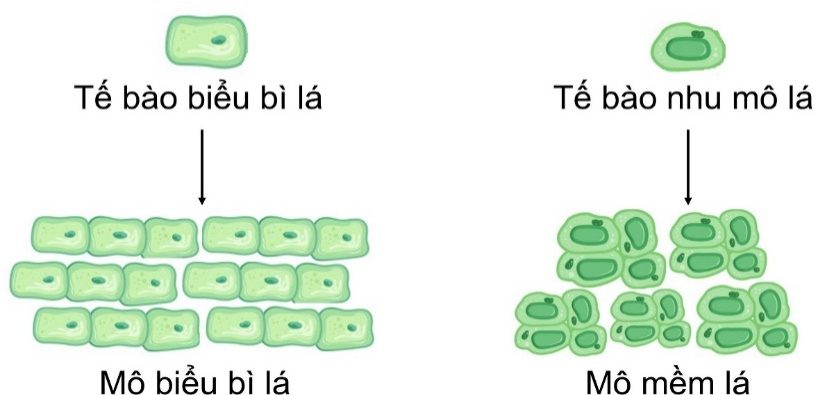 Tế bào biểu bì lá
Tế bào nhu mô lá
Mô biểu bì lá
Mô mềm lá